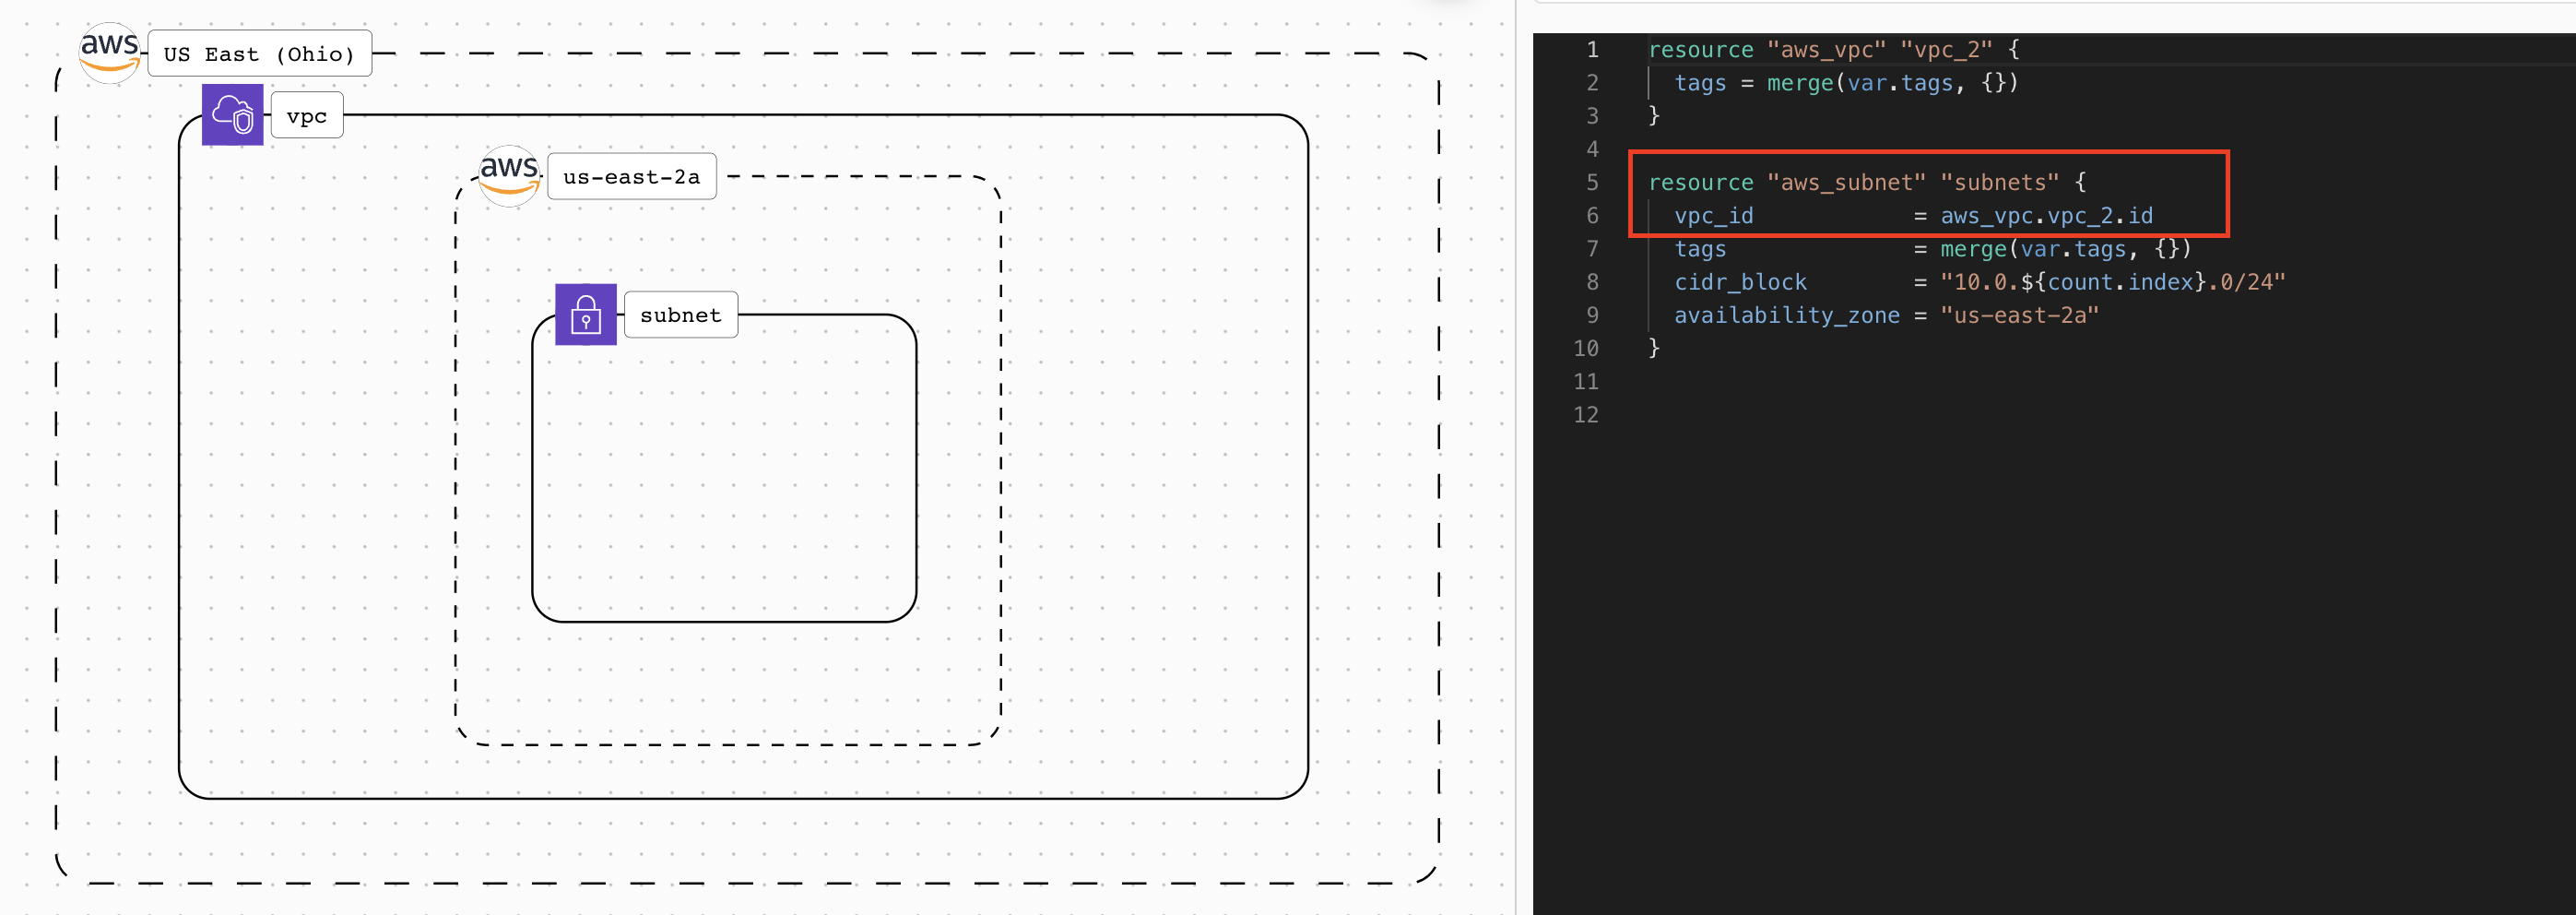 aws US East (Ohio)
vpc
aws us-east-2a
subnet
1 resource "aws_vpc" "vpc_2" {
2   tags = merge(var.tags, {})
3 }
4
5 resource "aws_subnet" "subnets" {
6   vpc_id            = aws_vpc.vpc_2.id
7   tags              = merge(var.tags, {})
8   cidr_block        = "10.0.${count.index}.0/24"
9   availability_zone = "us-east-2a"
10 }
11
12